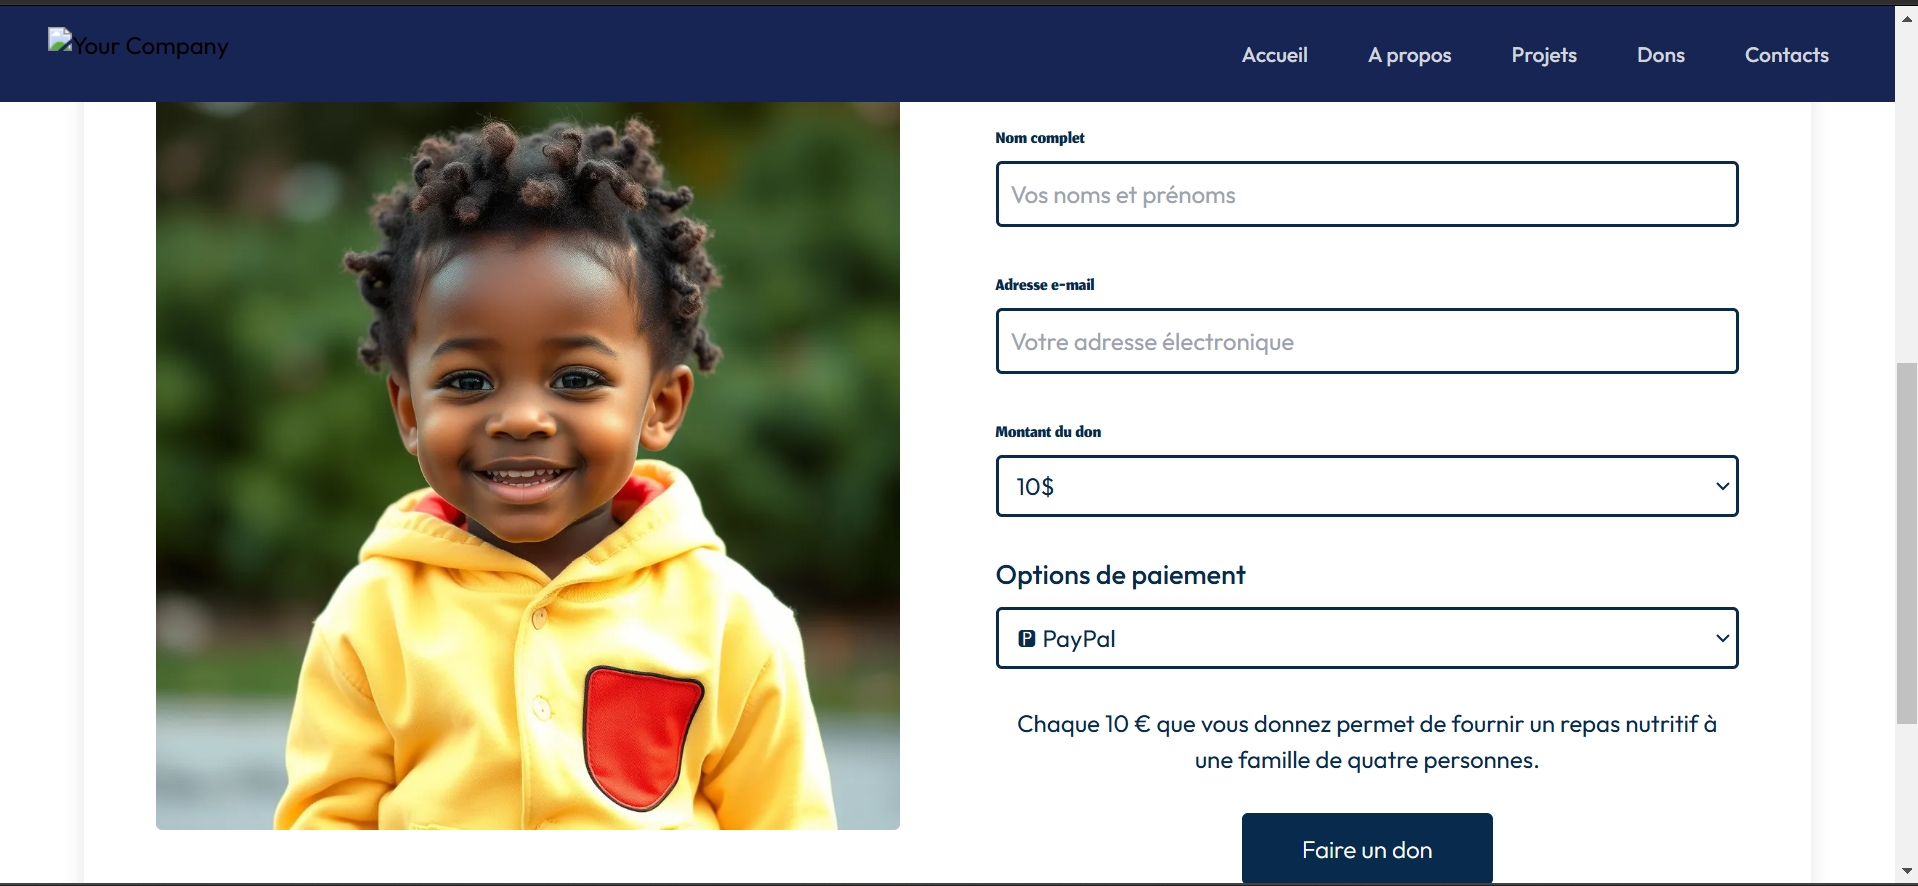 Your Company
Accueil
A propos
Projets
Dons
Contacts
Nom complet
Vos noms et prénoms
Adresse e-mail
Votre adresse électronique
Montant du don
10$
Options de paiement
🅿 PayPal
Chaque 10 € que vous donnez permet de fournir un repas nutritif à
une famille de quatre personnes.
Faire un don